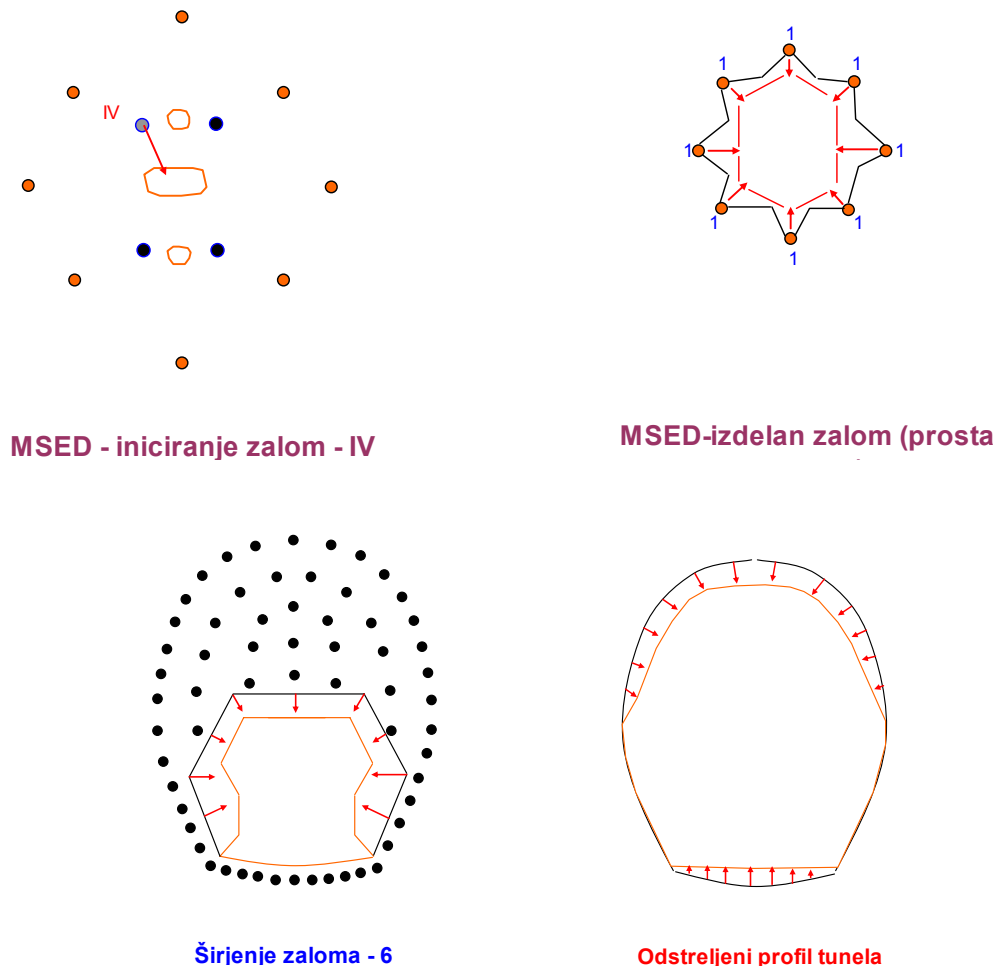 1
1
1
IV
1
1
1
1
1
MSED - iniciranje zalom - IV
MSED-izdelan zalom (prosta
Širjenje zaloma - 6
Odstreljeni profil tunela